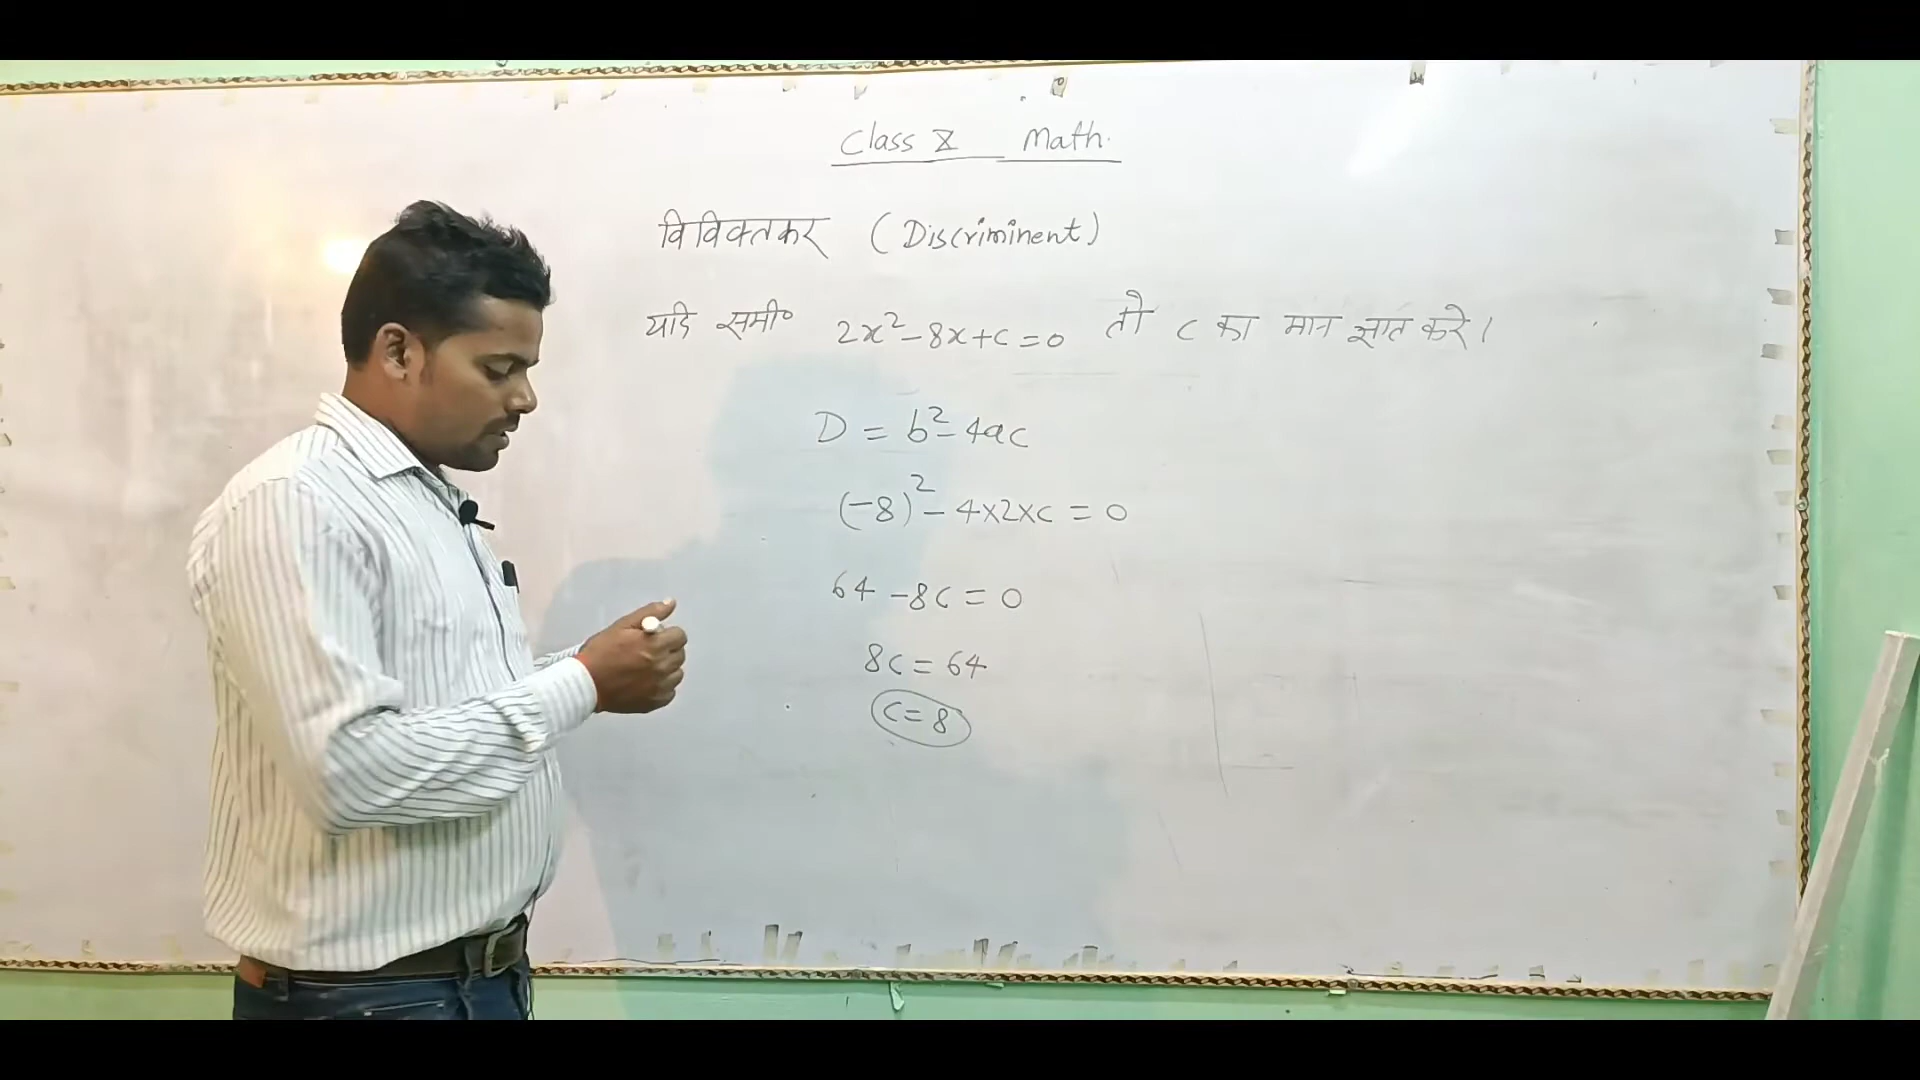 Class X Math.
विविक्तकर (Discriminent)
यदि समी० 2x²-8x+c=0 तो c का मान ज्ञात करे।
D = b²-4ac
(-8)²-4x2xc = 0
64-8c=0
8c=64
c=8